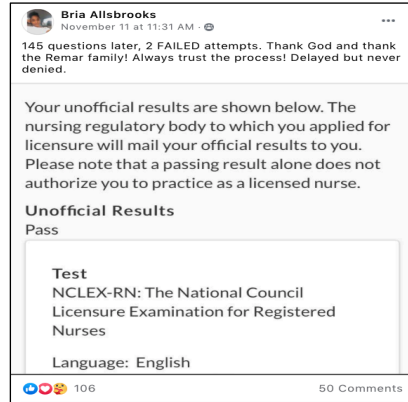 Bria Allsbrooks
November 11 at 11:31 AM ·
145 questions later, 2 FAILED attempts. Thank God and thank
the Remar family! Always trust the process! Delayed but never
denied.
Your unofficial results are shown below. The
nursing regulatory body to which you applied for
licensure will mail your official results to you.
Please note that a passing result alone does not
authorize you to practice as a licensed nurse.
Unofficial Results
Pass
Test
NCLEX-RN: The National Council
Licensure Examination for Registered
Nurses
Language: English
106
50 Comments